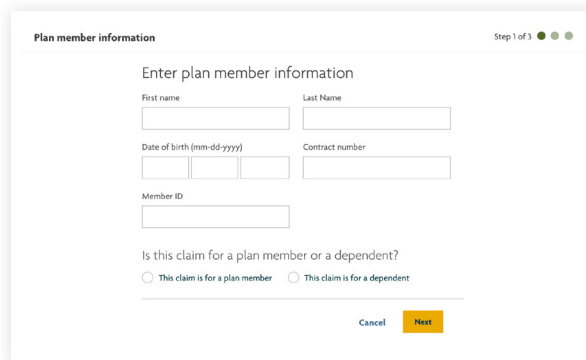 Plan member information
Step 1 of 3
Enter plan member information
First name
Last Name
Date of birth (mm-dd-yyyy)
Contract number
Member ID
Is this claim for a plan member or a dependent?
This claim is for a plan member
This claim is for a dependent
Cancel
Next